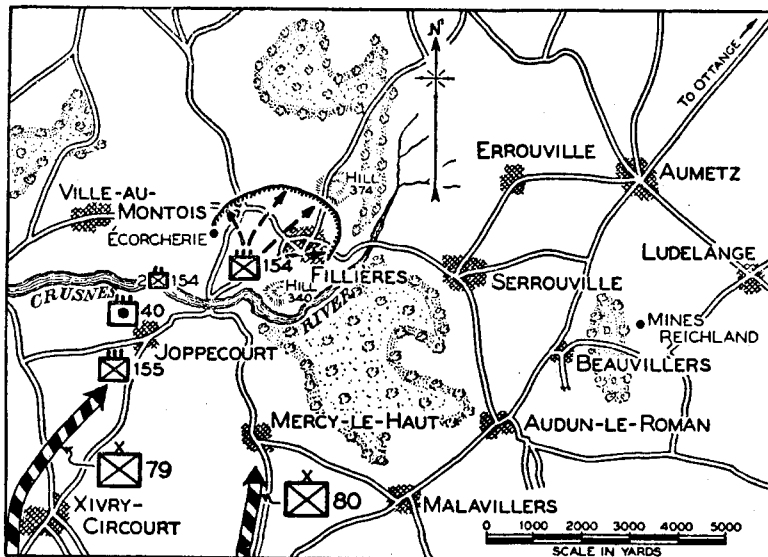 N
TO OTTANGE
ERROUVILLE
AUMETZ
HILL
374
VILLE-AU-
MONTOIS
ÉCORCHERIE
154
FILLIÈRES
LUDELANGE
SERROUVILLE
2
154
CRUSNES
HILL
340
RIVER
40
JOPPECOURT
MINES
REICHLAND
BEAUVILLERS
155
MERCY-LE-HAUT
AUDUN-LE-ROMAN
X
79
X
80
XIVRY-
CIRCOURT
MALAVILLERS
0 1000 2000 3000 4000 5000
SCALE IN YARDS